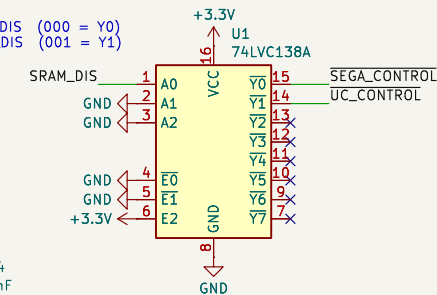 +3.3V
DIS (000 = Y0)
DIS (001 = Y1)
U1
74LVC138A
16
VCC
SRAM_DIS 1 A0 Y0 15 SEGA_CONTROL
GND 2 A1 Y1 14 UC_CONTROL
GND 3 A2 Y2 13
Y3 12
Y4 11
GND 4 E0 Y5 10
GND 5 E1 Y6 9
+3.3V 6 E2 Y7 7
GND
8
GND
4
nF